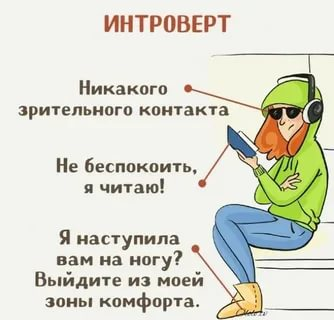 ИНТРОВЕРТ
Никакого
зрительного контакта
Не беспокоить,
я читаю!
Я наступила
вам на ногу?
Выйдите из моей
зоны комфорта.